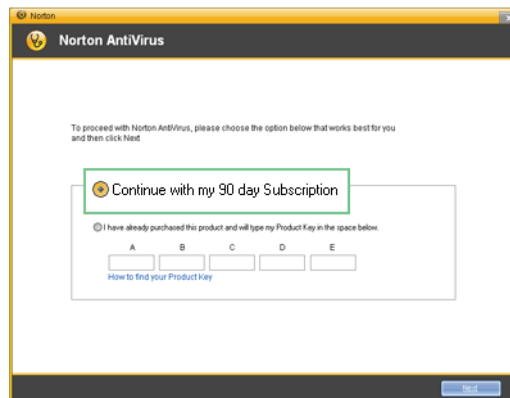 Norton
Norton AntiVirus
To proceed with Norton AntiVirus, please choose the option below that works best for you
and then click Next
Continue with my 90 day Subscription
I have already purchased this product and will type my Product Key in the space below.
A B C D E
How to find your Product Key
Next